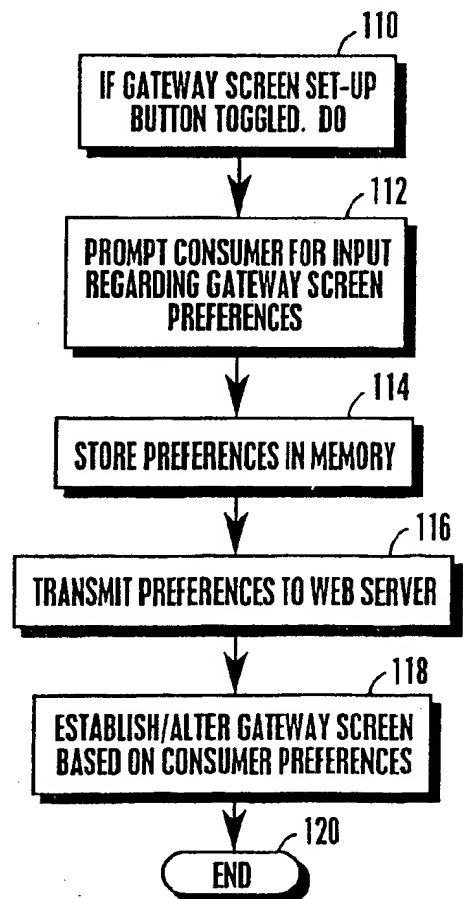 110
IF GATEWAY SCREEN SET-UP
BUTTON TOGGLED. DO
112
PROMPT CONSUMER FOR INPUT
REGARDING GATEWAY SCREEN
PREFERENCES
114
STORE PREFERENCES IN MEMORY
116
TRANSMIT PREFERENCES TO WEB SERVER
118
ESTABLISH/ALTER GATEWAY SCREEN
BASED ON CONSUMER PREFERENCES
120
END